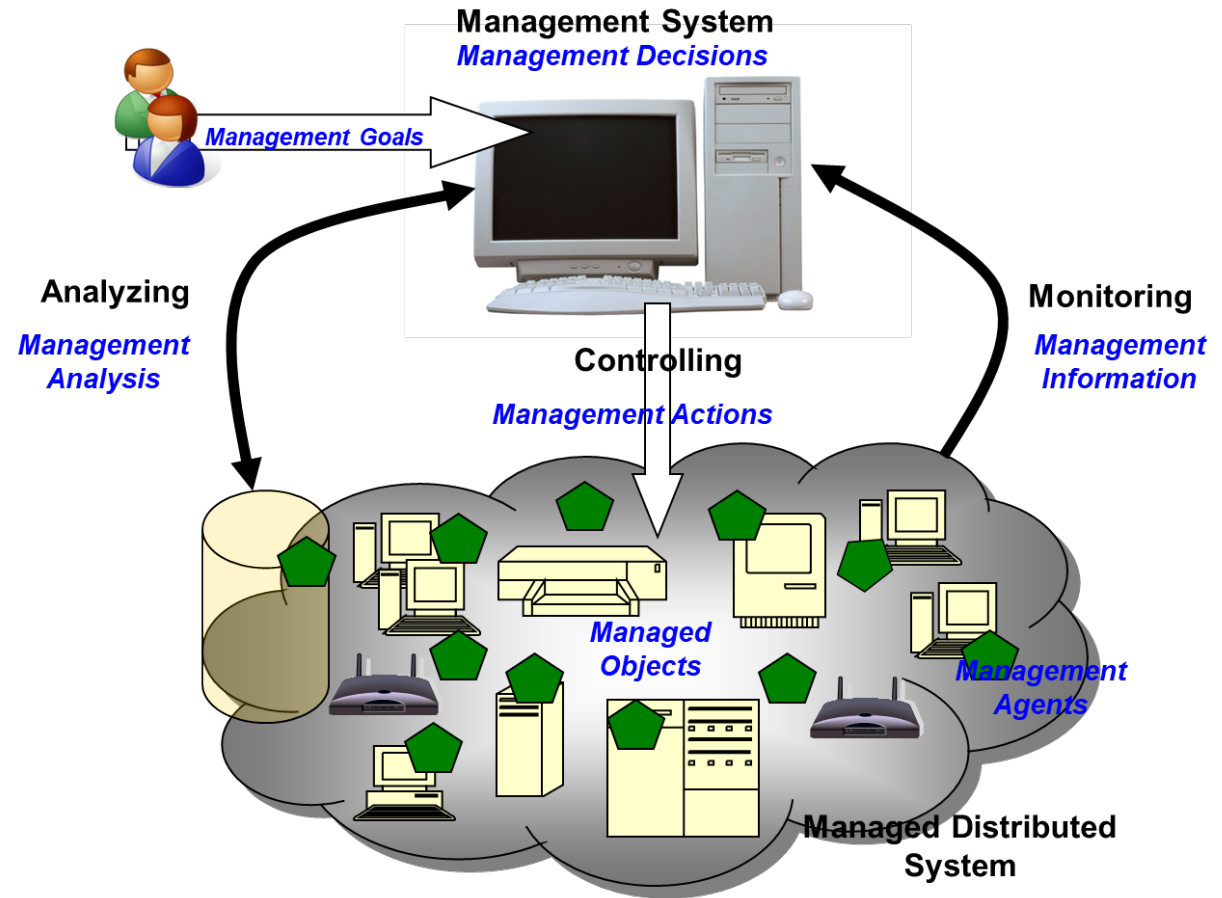 Management System
Management Decisions
Management Goals
Analyzing
Management
Analysis
Monitoring
Management
Information
Controlling
Management Actions
Managed
Objects
Management
Agents
Managed Distributed
System